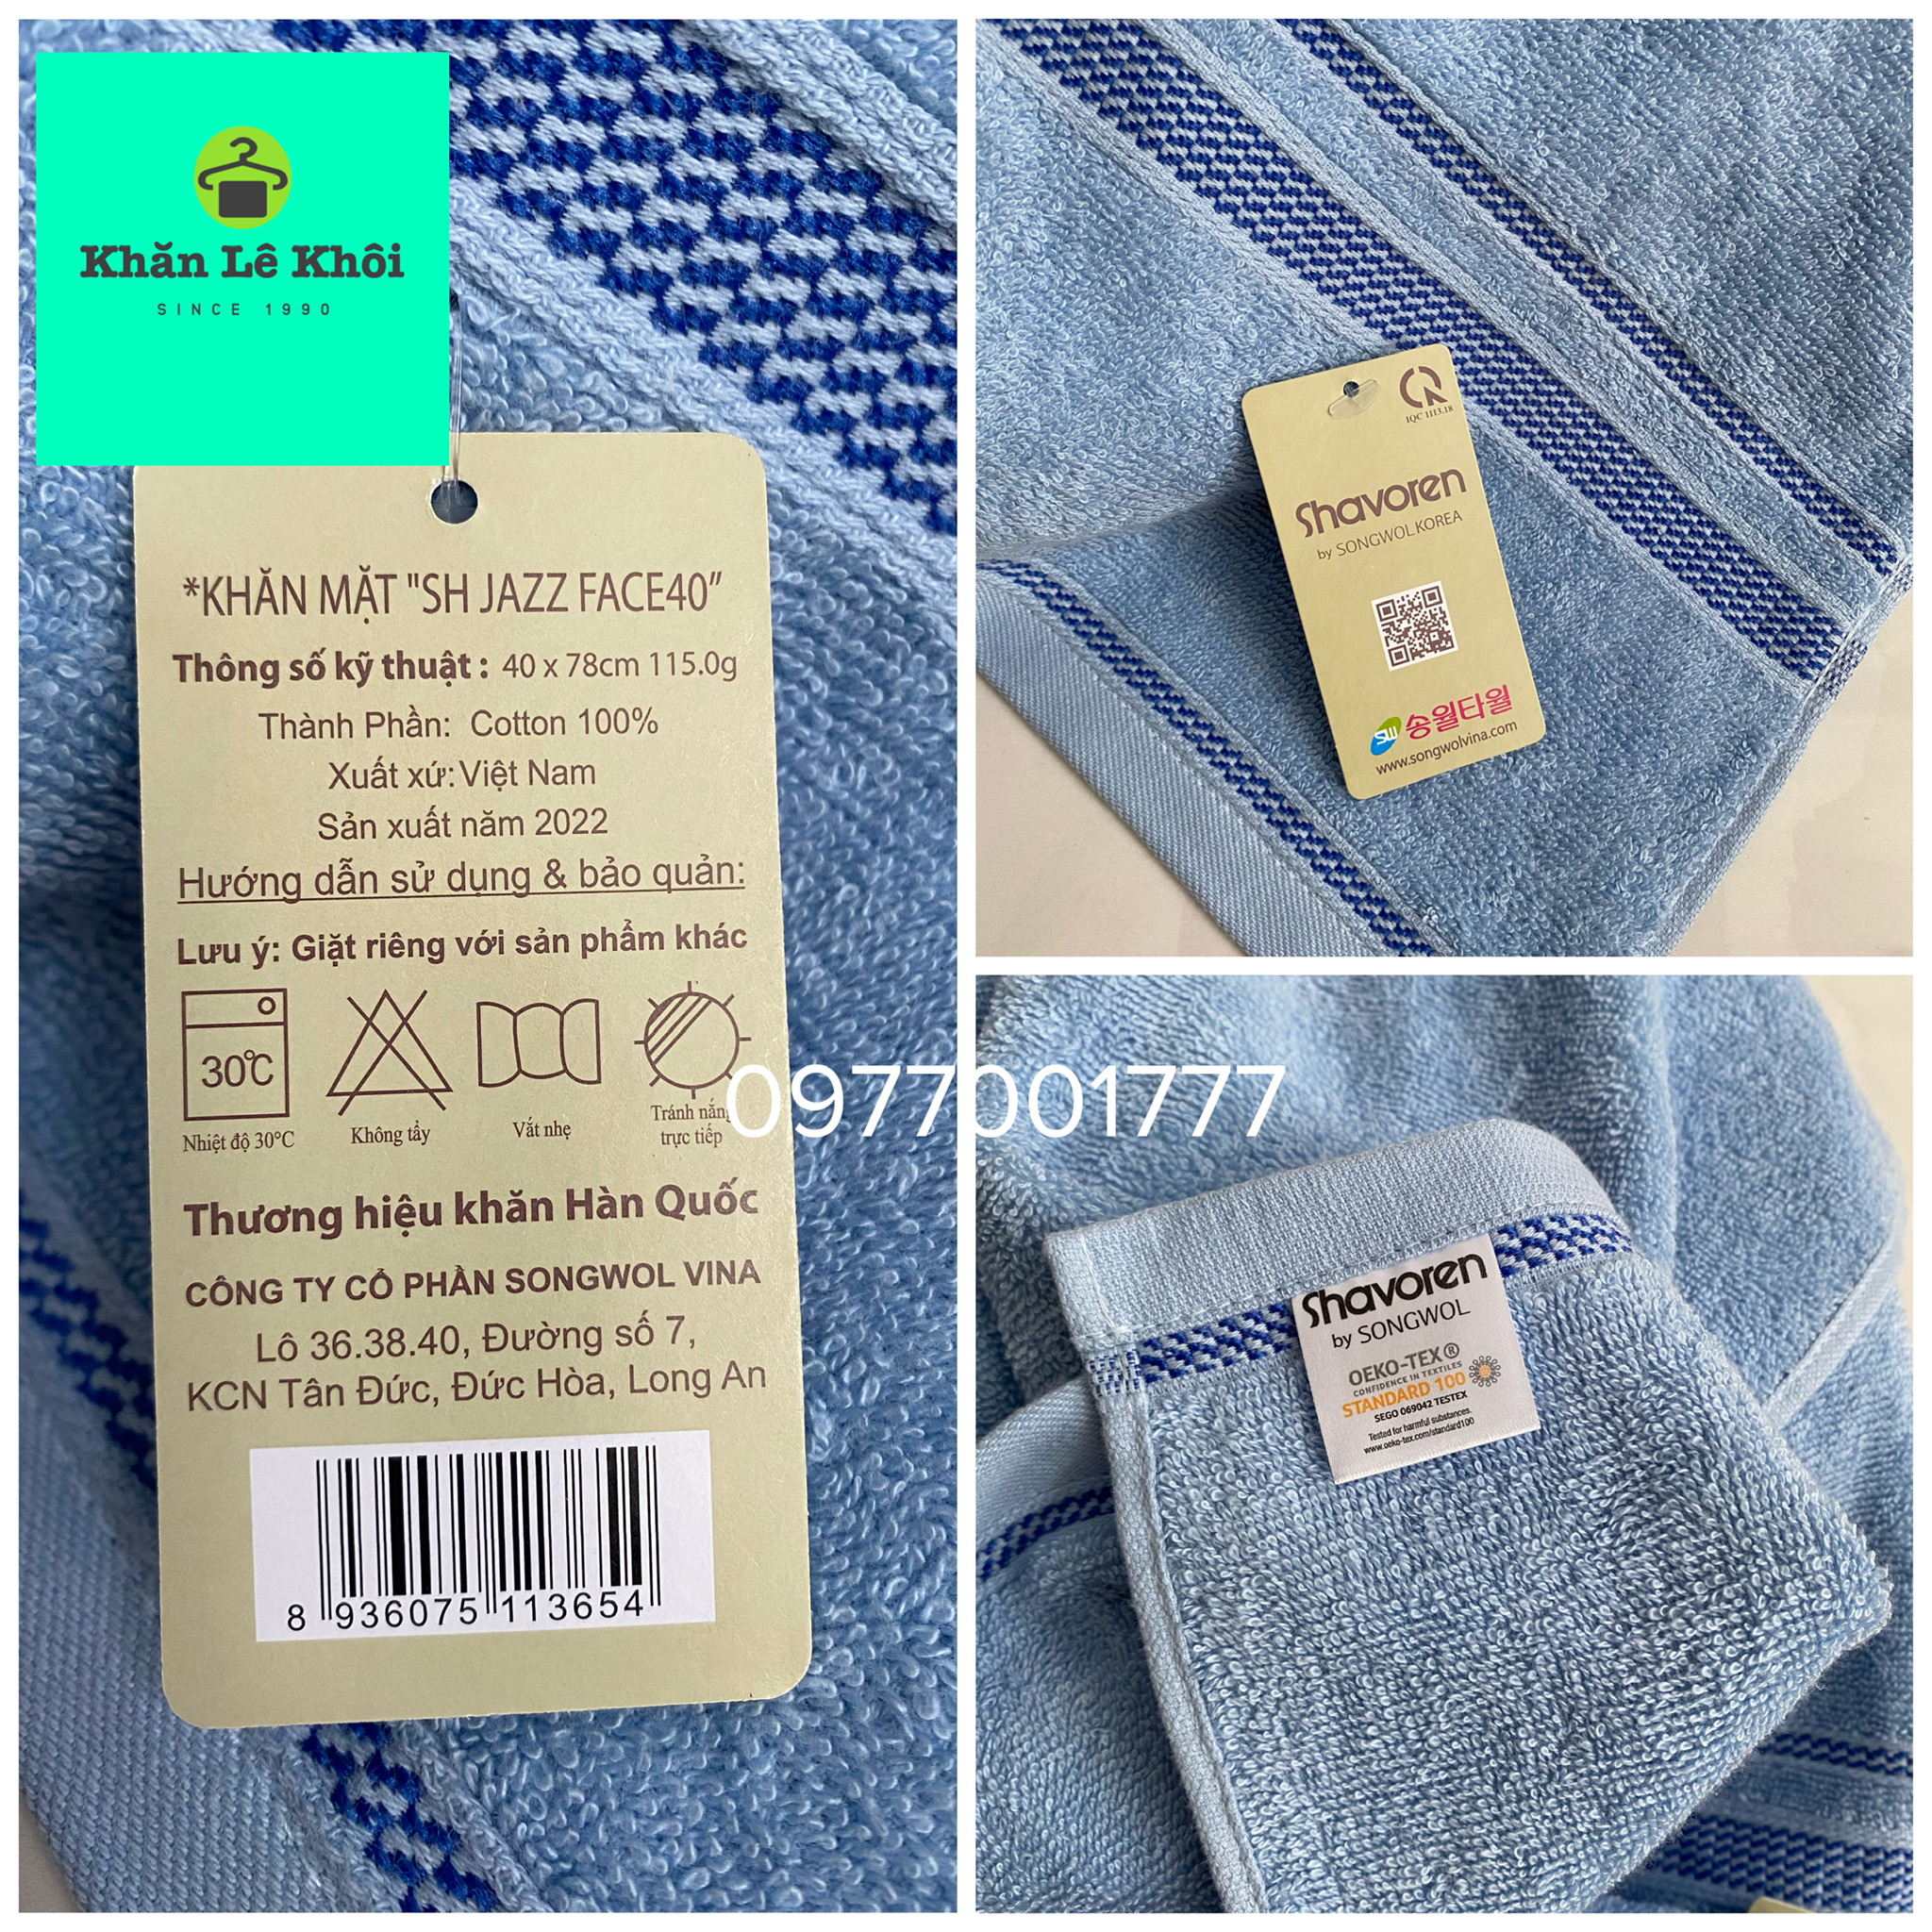 Khăn Lê Khôi
SINCE 1990
*KHĂN MẶT "SH JAZZ FACE40"
Thông số kỹ thuật : 40 x 78cm 115.0g
Thành Phần: Cotton 100%
Xuất xứ: Việt Nam
Sản xuất năm 2022
Hướng dẫn sử dụng & bảo quản:
Lưu ý: Giặt riêng với sản phẩm khác
30℃
Nhiệt độ 30°C
Không tẩy
Vắt nhẹ
Tránh nắng
trực tiếp
Thương hiệu khăn Hàn Quốc
CÔNG TY CỔ PHẦN SONGWOL VINA
Lô 36.38.40, Đường số 7,
KCN Tân Đức, Đức Hòa, Long An
8 936075 113654
IQC 1113.18
Shavoren
by SONGWOL KOREA
SW 송월타월
www.songwolvina.com
0977001777
Shavoren
by SONGWOL
OEKO-TEX®
CONFIDENCE IN TEXTILES
STANDARD 100
SEGO 069042 TESTEX
Tested for harmful substances.
www.oeko-tex.com/standard100